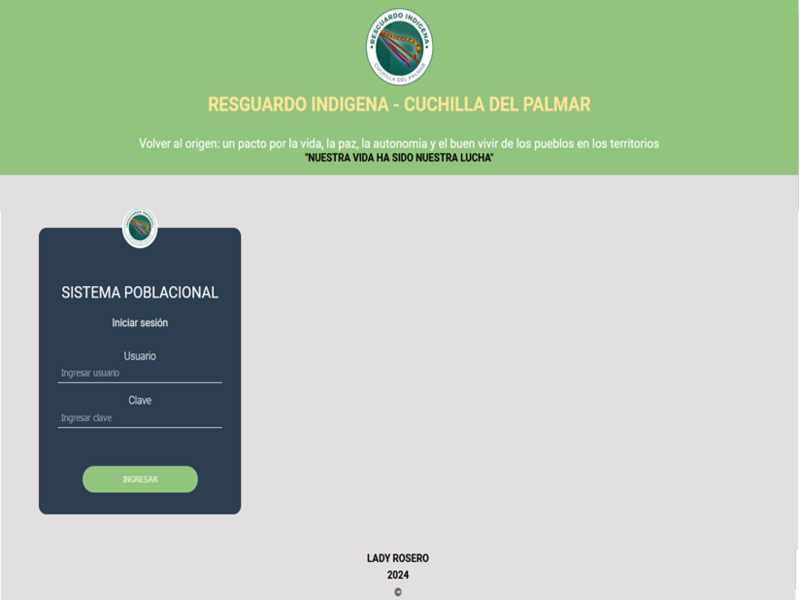 RESGUARDO INDIGENA
CUCHILLA DEL PALMAR
RESGUARDO INDIGENA - CUCHILLA DEL PALMAR
Volver al origen: un pacto por la vida, la paz, la autonomia y el buen vivir de los pueblos en los territorios
"NUESTRA VIDA HA SIDO NUESTRA LUCHA"
SISTEMA POBLACIONAL
Iniciar sesión
Usuario
Ingresar usuario
Clave
Ingresar clave
INGRESAR
LADY ROSERO
2024
©